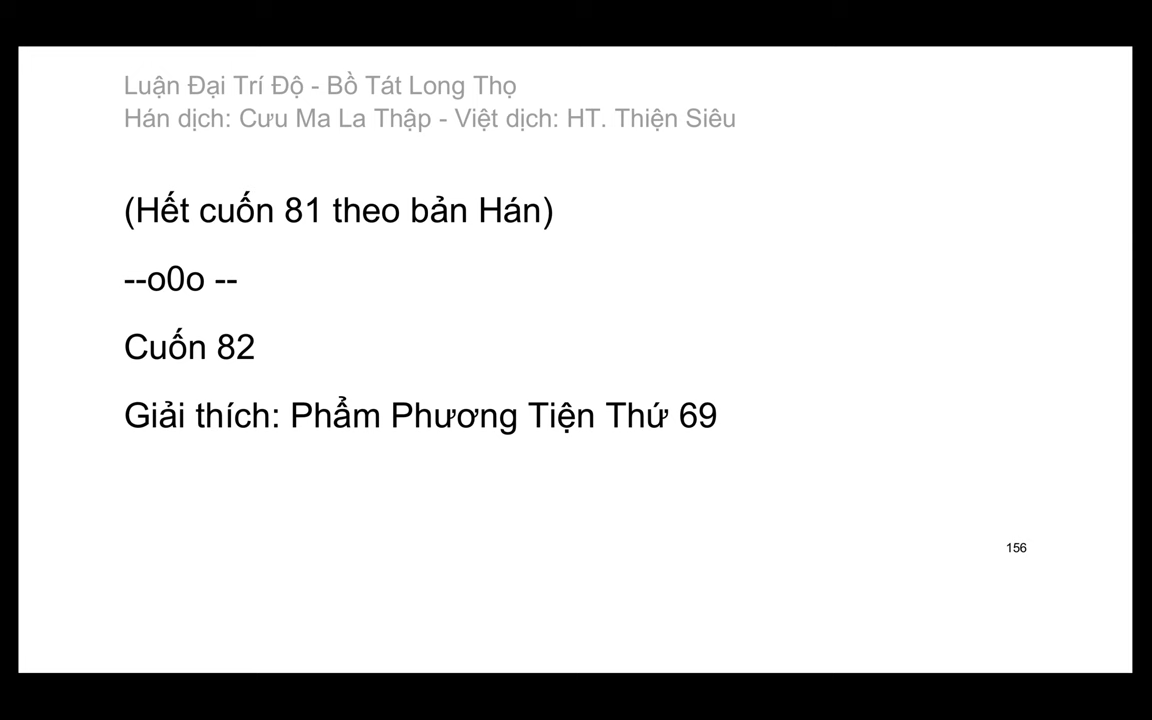 Luận Đại Trí Độ - Bồ Tát Long Thọ
Hán dịch: Cưu Ma La Thập - Việt dịch: HT. Thiện Siêu
(Hết cuốn 81 theo bản Hán)
--o0o --
Cuốn 82
Giải thích: Phẩm Phương Tiện Thứ 69
156